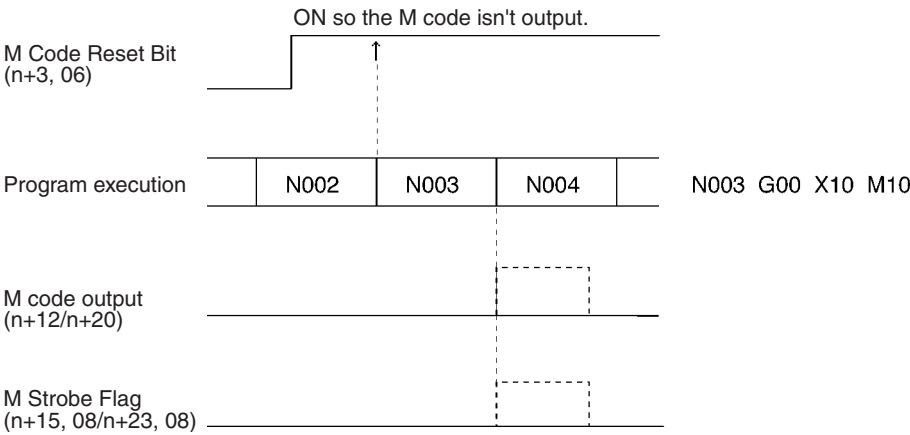 ON so the M code isn't output.
M Code Reset Bit
(n+3, 06)
Program execution
N002
N003
N004
N003 G00 X10 M10
M code output
(n+12/n+20)
M Strobe Flag
(n+15, 08/n+23, 08)